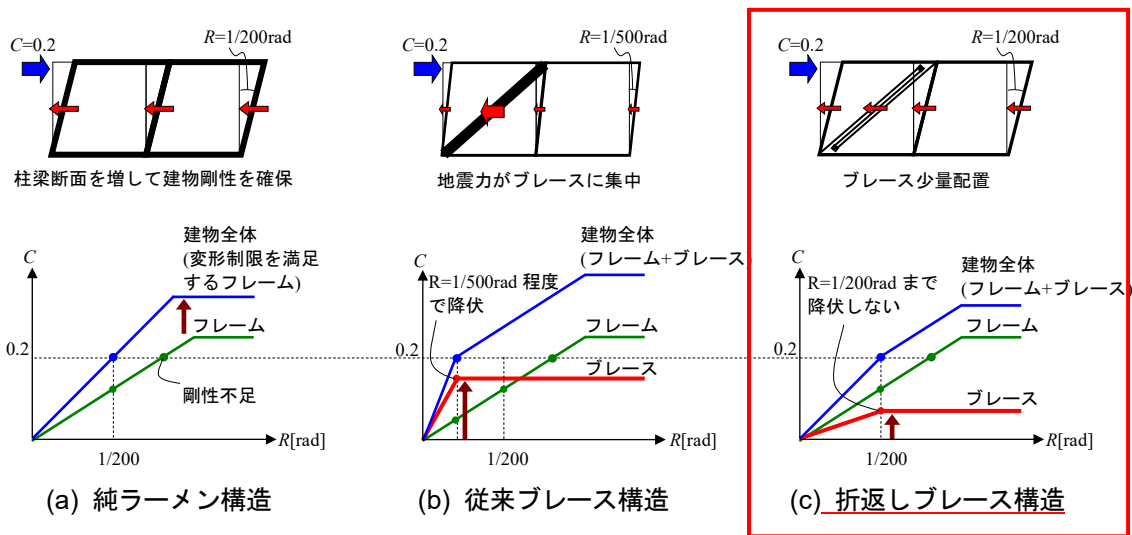 C=0.2
R=1/200rad
柱梁断面を増して建物剛性を確保
C
建物全体
(変形制限を満足
するフレーム)
フレーム
0.2
剛性不足
R[rad]
1/200
(a) 純ラーメン構造
C=0.2
R=1/500rad
地震力がブレースに集中
C
建物全体
(フレーム+ブレース)
R=1/500rad 程度
で降伏
フレーム
0.2
ブレース
R[rad]
1/200
(b) 従来ブレース構造
C=0.2
R=1/200rad
ブレース少量配置
C
R=1/200rad まで
降伏しない
建物全体
(フレーム+ブレース)
フレーム
0.2
ブレース
R[rad]
1/200
(c) 折返しブレース構造